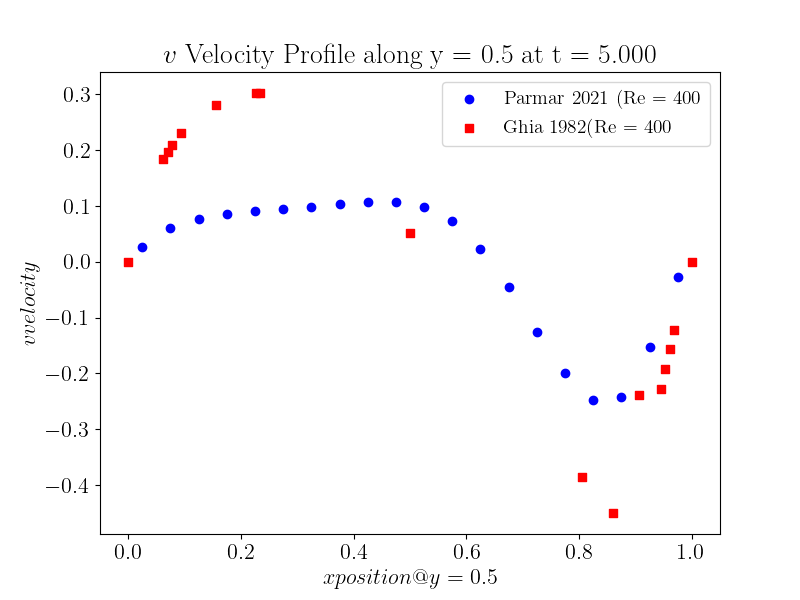 v Velocity Profile along y = 0.5 at t = 5.000
Parmar 2021 (Re = 400
Ghia 1982(Re = 400
0.3
0.2
0.1
0.0
−0.1
−0.2
−0.3
−0.4
vvelocity
0.0 0.2 0.4 0.6 0.8 1.0
xposition@y = 0.5